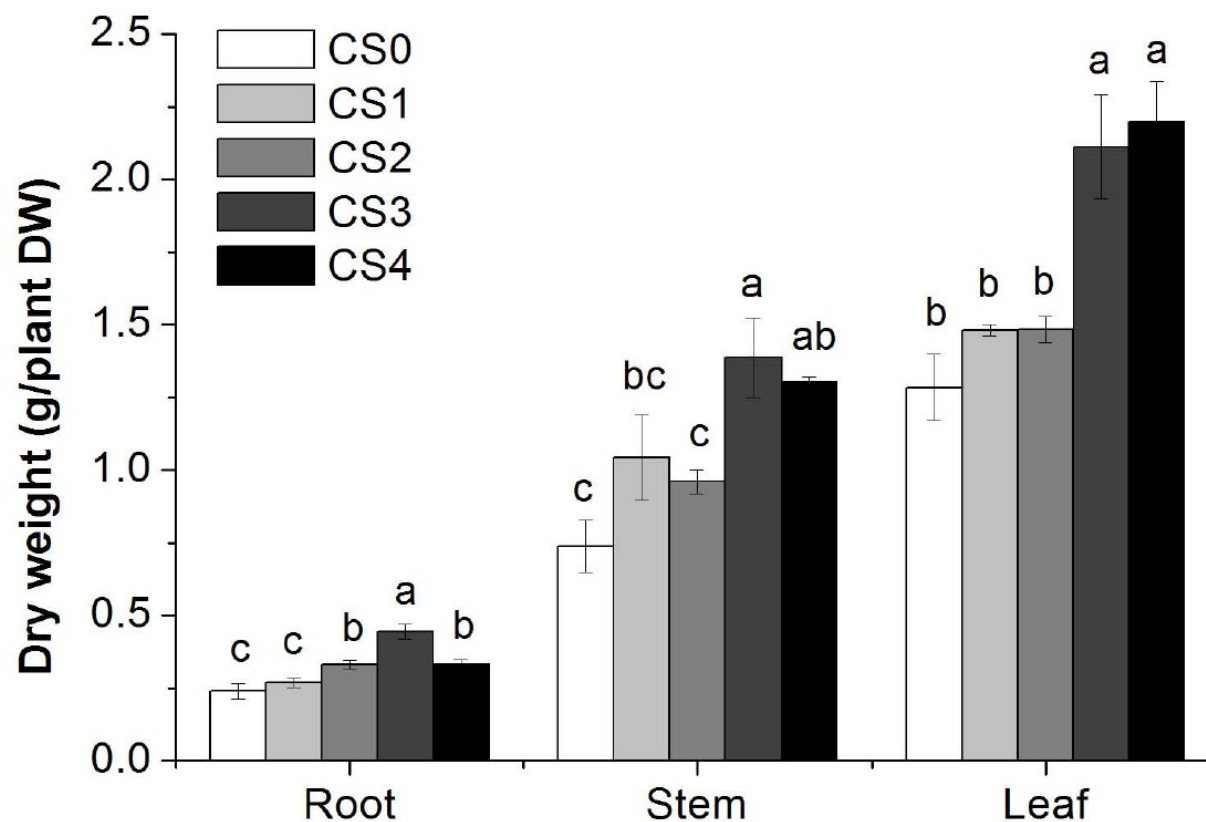 Dry weight (g/plant DW)
2.5
2.0
1.5
1.0
0.5
0.0
CS0
CS1
CS2
CS3
CS4
c
c
b
a
b
c
bc
c
a
ab
b
b
b
a
a
Root
Stem
Leaf